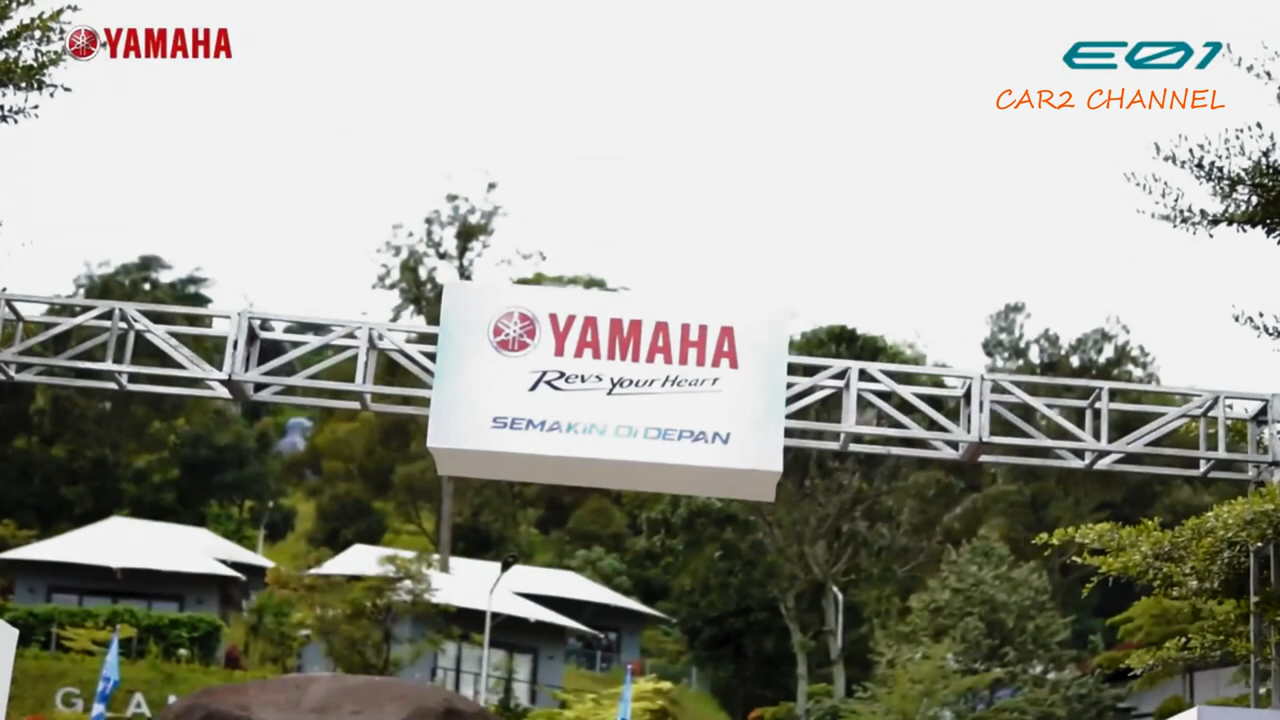 YAMAHA
E01
CAR2 CHANNEL
YAMAHA
Revs Your Heart
SEMAKIN DI DEPAN